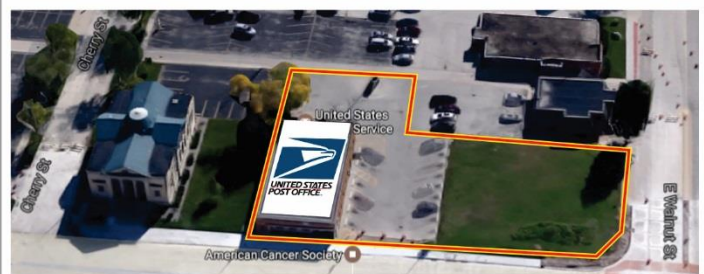 Cherry St
United States
Service
UNITED STATES
POST OFFICE
Cherry St
E Walnut St
American Cancer Society